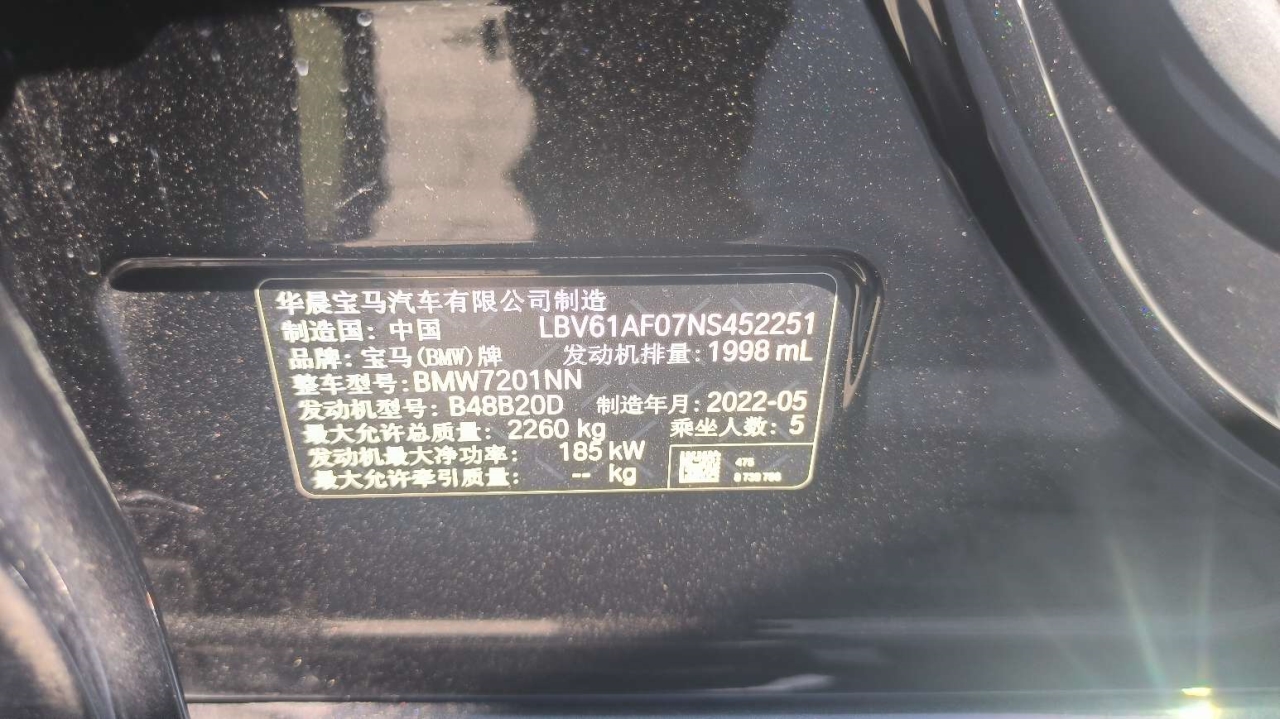 华晨宝马汽车有限公司制造
制造国：中国 LBV61AF07NS452251
品牌：宝马(BMW)牌 发动机排量：1998 mL
整车型号：BMW7201NN
发动机型号：B48B20D 制造年月：2022-05
最大允许总质量：2260 kg 乘坐人数：5
发动机最大净功率：185 kW
最大允许牵引质量：-- kg
475